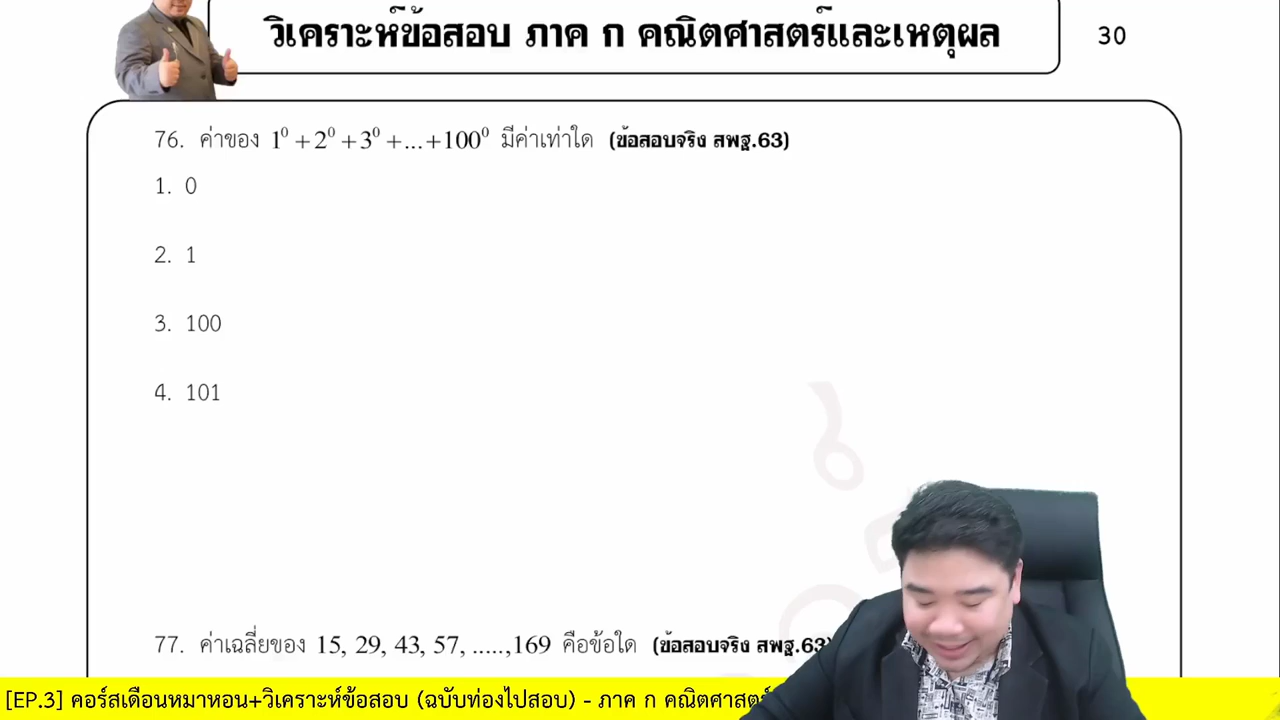 วิเคราะห์ข้อสอบ ภาค ก คณิตศาสตร์และเหตุผล
30
76. ค่าของ 1⁰ + 2⁰ + 3⁰ + ... + 100⁰ มีค่าเท่าใด (ข้อสอบจริง สพฐ.63)
1. 0
2. 1
3. 100
4. 101
77. ค่าเฉลี่ยของ 15, 29, 43, 57, .....,169 คือข้อใด (ข้อสอบจริง สพฐ.63)
[EP.3] คอร์สเดือนหมาหอน+วิเคราะห์ข้อสอบ (ฉบับท่องไปสอบ) - ภาค ก